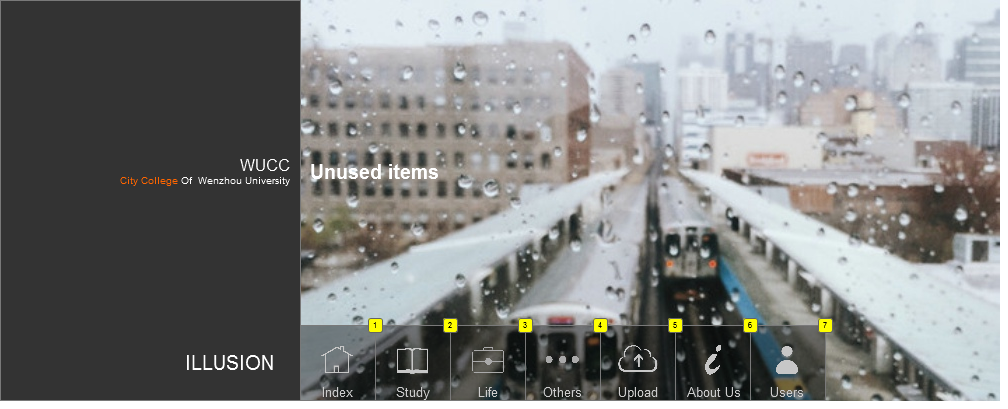 WUCC
City College Of Wenzhou University
Unused items
1 2 3 4 5 6 7
Index Study Life Others Upload About Us Users
ILLUSION